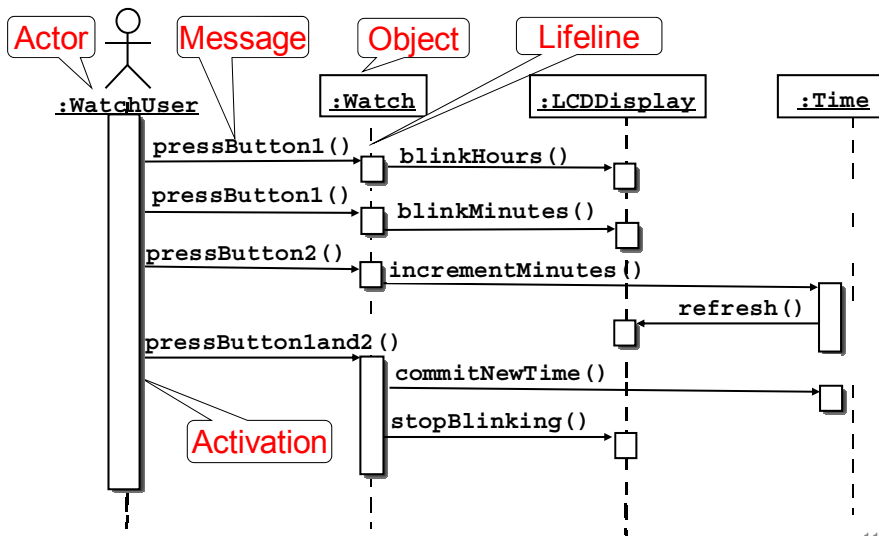 Actor
Message
Object
Lifeline
:WatchUser
:Watch
:LCDDisplay
:Time
pressButton1()
blinkHours()
pressButton1()
blinkMinutes()
pressButton2()
incrementMinutes()
refresh()
pressButton1and2()
commitNewTime()
stopBlinking()
Activation